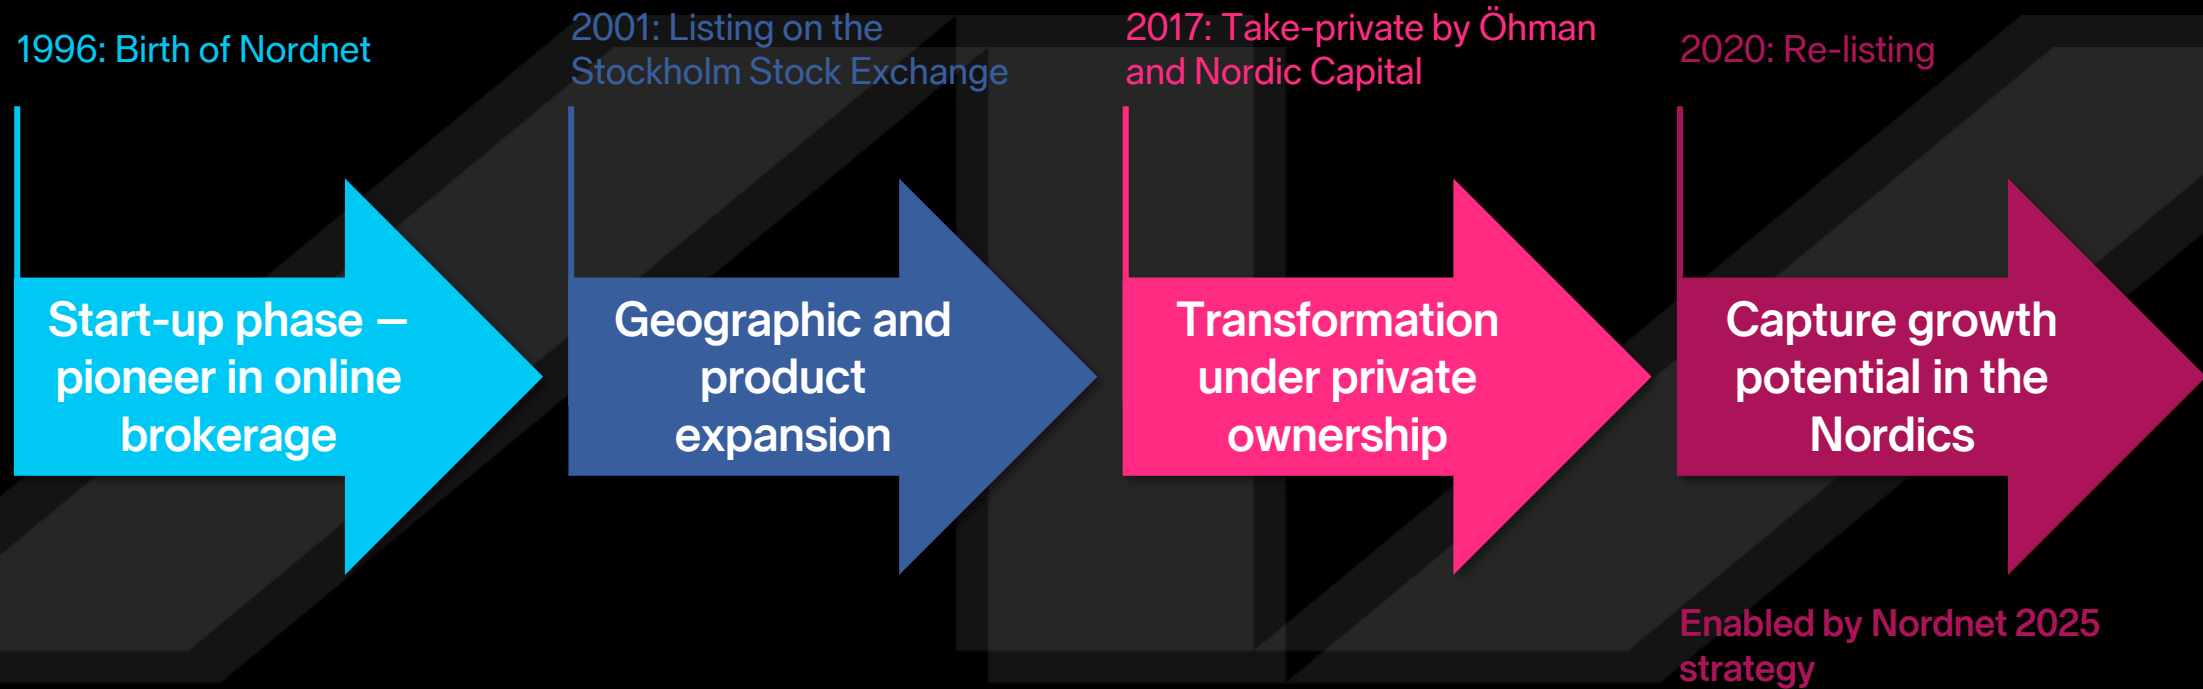 1996: Birth of Nordnet
2001: Listing on the
Stockholm Stock Exchange
2017: Take-private by Öhman
and Nordic Capital
2020: Re-listing
Start-up phase –
pioneer in online
brokerage
Geographic and
product
expansion
Transformation
under private
ownership
Capture growth
potential in the
Nordics
Enabled by Nordnet 2025
strategy